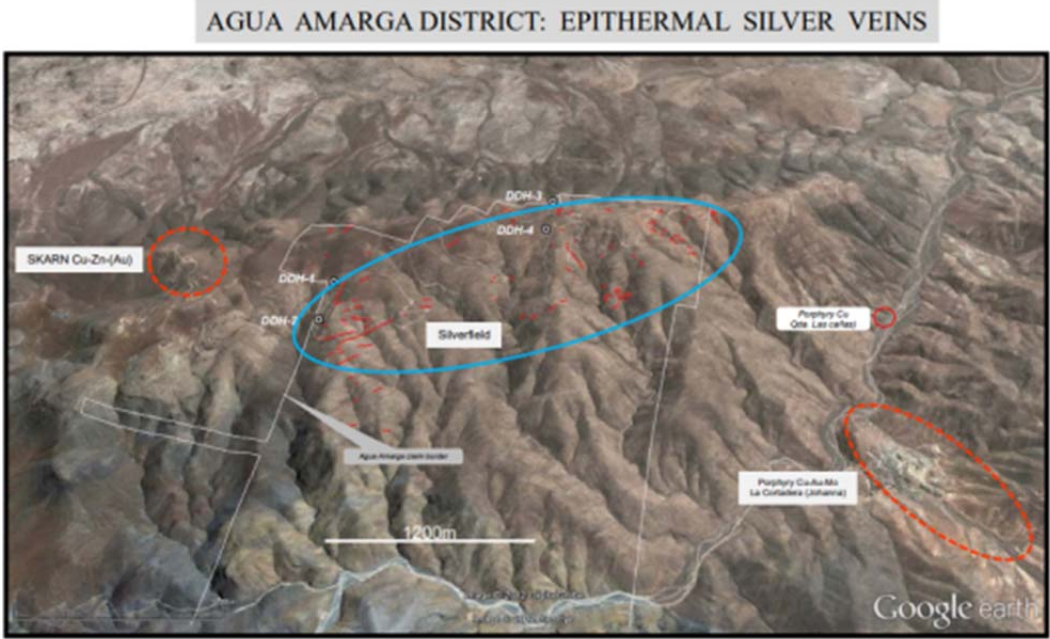 AGUA AMARGA DISTRICT: EPITHERMAL SILVER VEINS
DDH-3
DDH-4
SKARN Cu-Zn-(Au)
DDH-1
DDH-2
Silverfield
Porphyry Cu
Qda. Las cañas)
Agua Amarga claim border
Porphyry Cu-Au-Mo
La Cortadera (Johanna)
1200m
Google earth